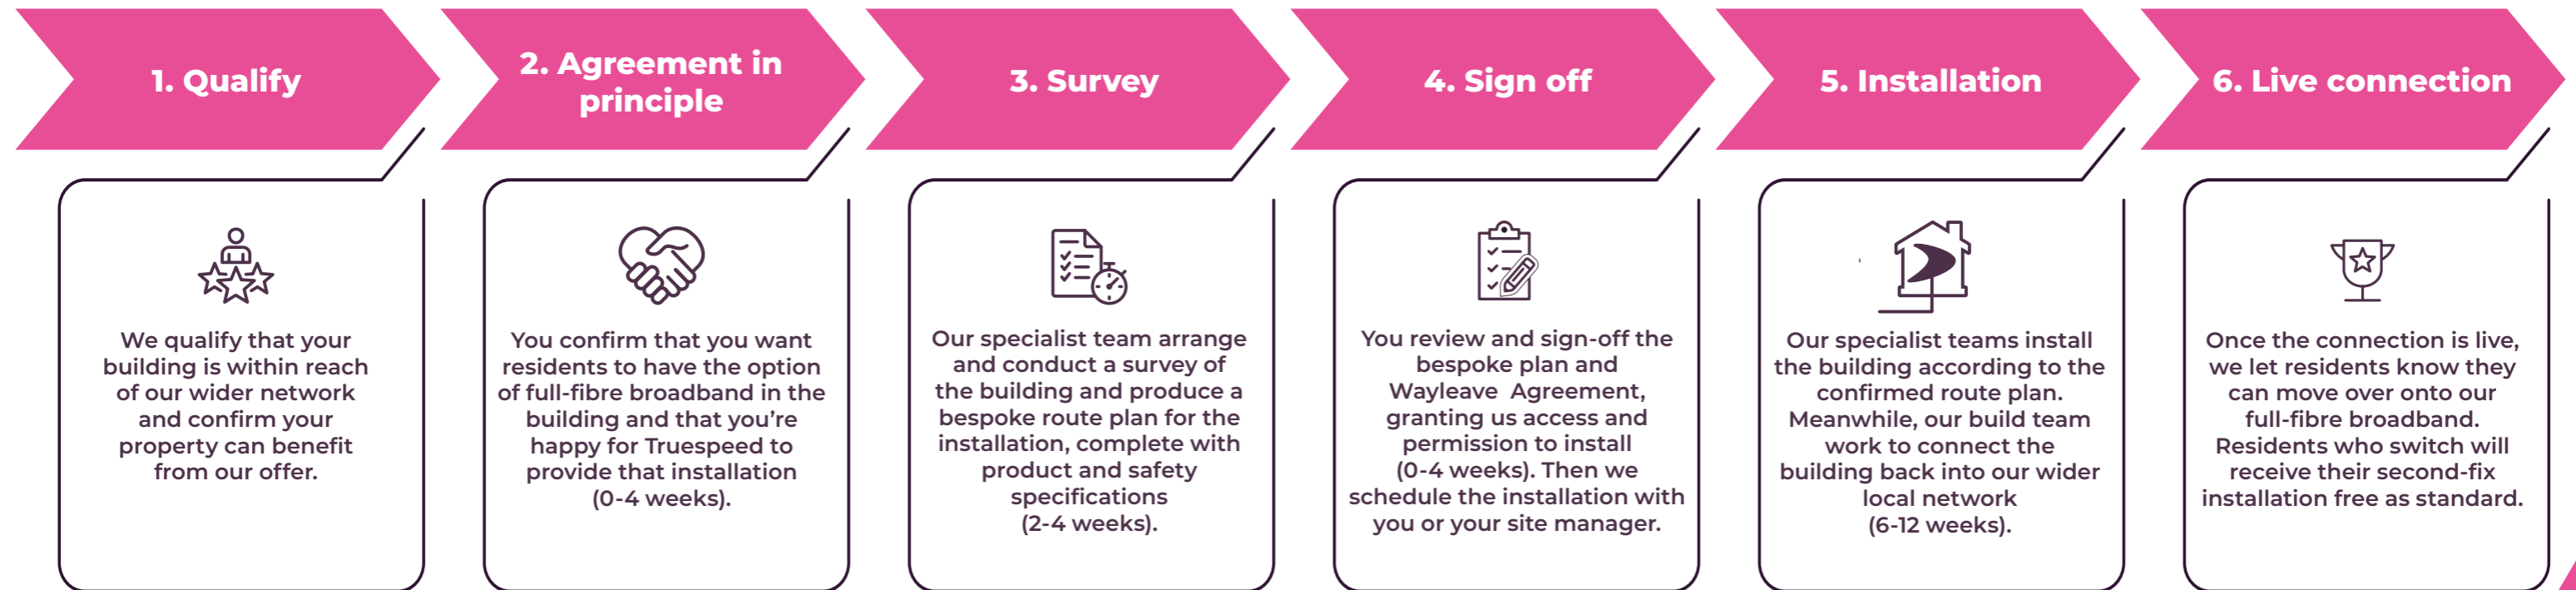 1. Qualify
We qualify that your
building is within reach
of our wider network
and confirm your
property can benefit
from our offer.
2. Agreement in
principle
You confirm that you want
residents to have the option
of full-fibre broadband in the
building and that you’re
happy for Truespeed to
provide that installation
(0-4 weeks).
3. Survey
Our specialist team arrange
and conduct a survey of
the building and produce a
bespoke route plan for the
installation, complete with
product and safety
specifications
(2-4 weeks).
4. Sign off
You review and sign-off the
bespoke plan and
Wayleave Agreement,
granting us access and
permission to install
(0-4 weeks). Then we
schedule the installation with
you or your site manager.
5. Installation
Our specialist teams install
the building according to the
confirmed route plan.
Meanwhile, our build team
work to connect the
building back into our wider
local network
(6-12 weeks).
6. Live connection
Once the connection is live,
we let residents know they
can move over onto our
full-fibre broadband.
Residents who switch will
receive their second-fix
installation free as standard.